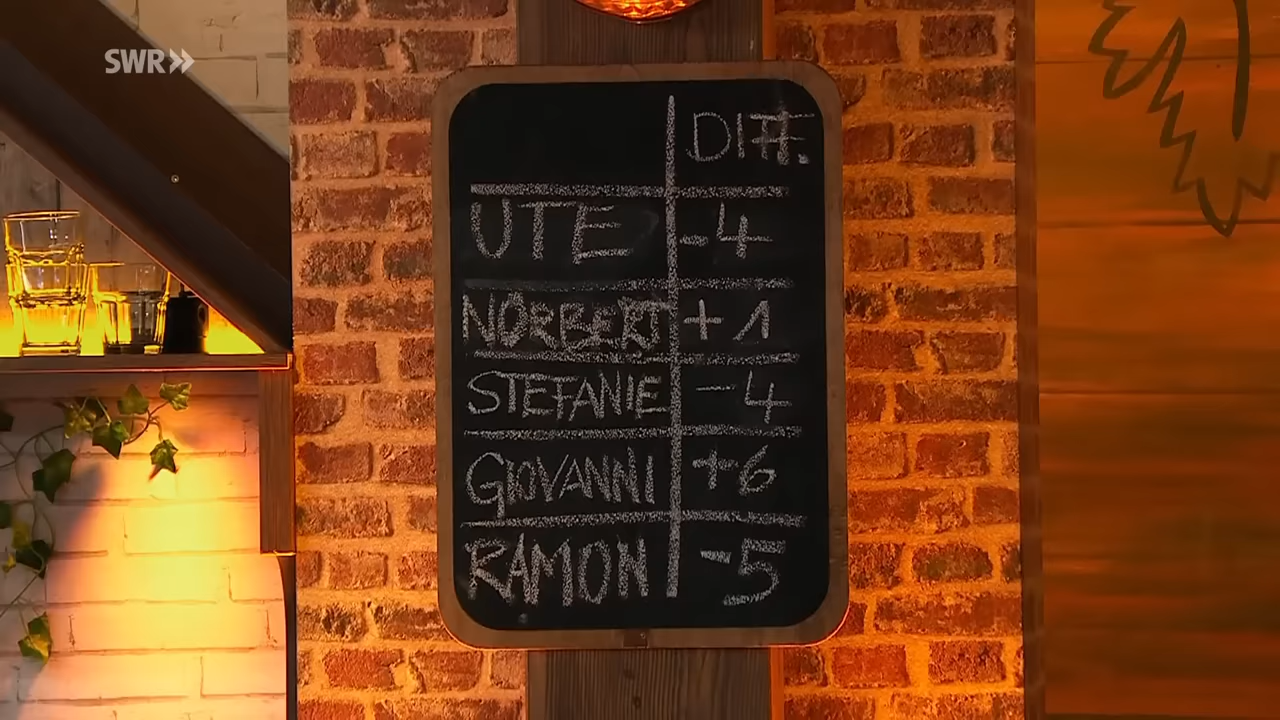 SWR»
DIFF.
UTE -4
NORBERT +1
STEFANIE -4
GIOVANNI +6
RAMON -5